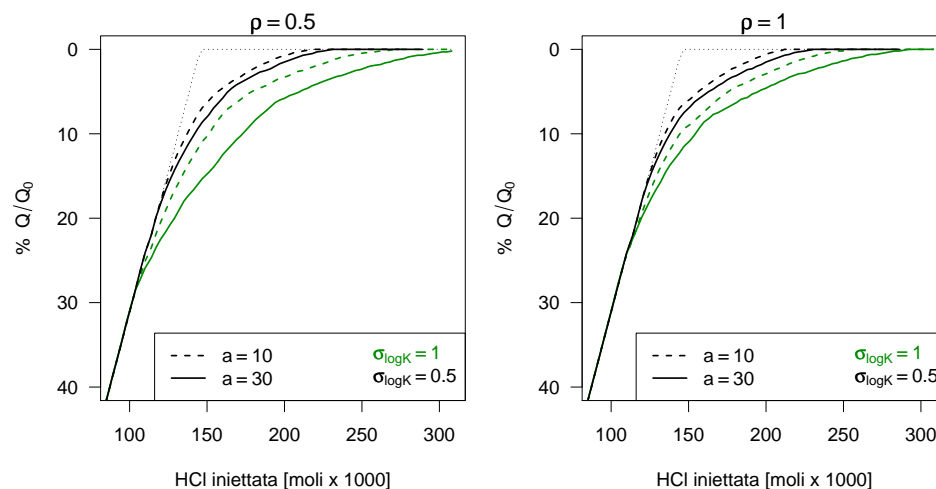 ρ = 0.5
% Q/Q₀
0
10
20
30
40
a = 10
a = 30
σlogK = 1
σlogK = 0.5
100
150
200
250
300
HCl iniettata [moli x 1000]
ρ = 1
% Q/Q₀
0
10
20
30
40
a = 10
a = 30
σlogK = 1
σlogK = 0.5
100
150
200
250
300
HCl iniettata [moli x 1000]